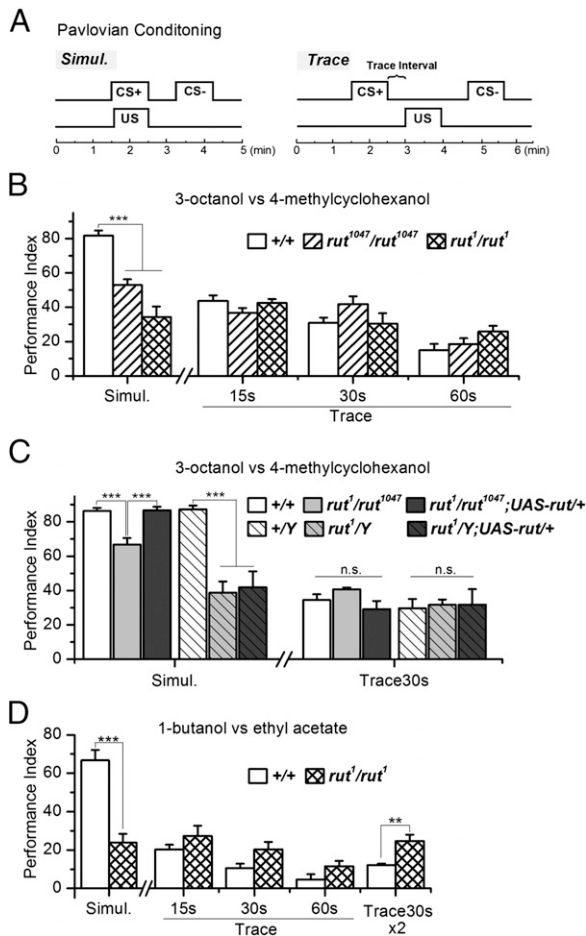 A
Pavlovian Conditoning
Simul.
CS+
CS-
US
0 1 2 3 4 5 (min)
Trace
Trace Interval
CS+
CS-
US
0 1 2 3 4 5 6 (min)
B
3-octanol vs 4-methylcyclohexanol
Performance Index
80
60
40
20
0
***
+/+ rut1047/rut1047 rut1/rut1
Simul. 15s 30s 60s
Trace
C
3-octanol vs 4-methylcyclohexanol
Performance Index
100
80
60
40
20
0
*** *** ***
+/+ rut1/rut1047 rut1/rut1047;UAS-rut/+
+/Y rut1/Y rut1/Y;UAS-rut/+
n.s. n.s.
Simul. Trace30s
D
1-butanol vs ethyl acetate
Performance Index
80
60
40
20
0
***
+/+ rut1/rut1
**
Simul. 15s 30s 60s Trace30s
Trace x2